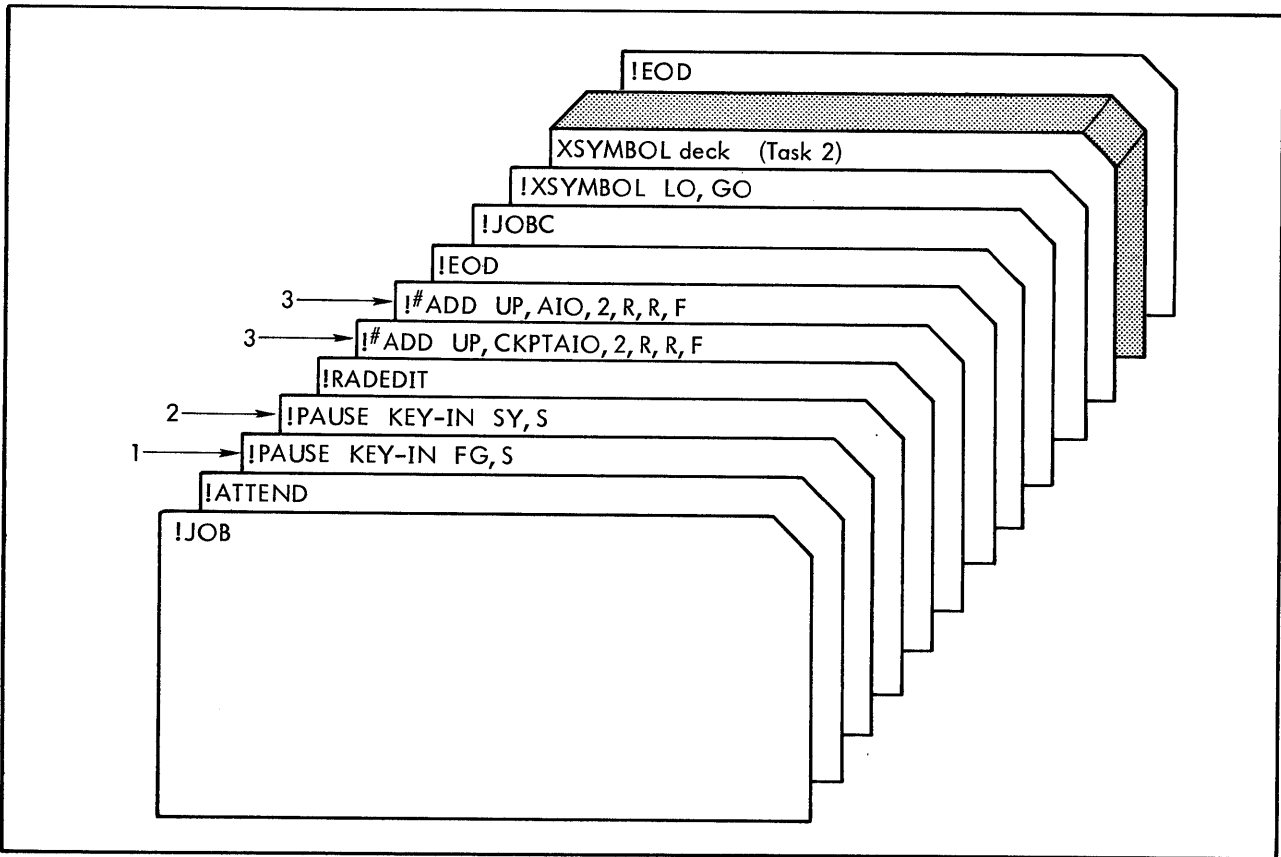 !EOD
XSYMBOL deck (Task 2)
!XSYMBOL LO, GO
!JOBC
!EOD
3 !#ADD UP, AIO, 2, R, R, F
3 !#ADD UP, CKPTAIO, 2, R, R, F
!RADEDIT
2 !PAUSE KEY-IN SY, S
1 !PAUSE KEY-IN FG, S
!ATTEND
!JOB